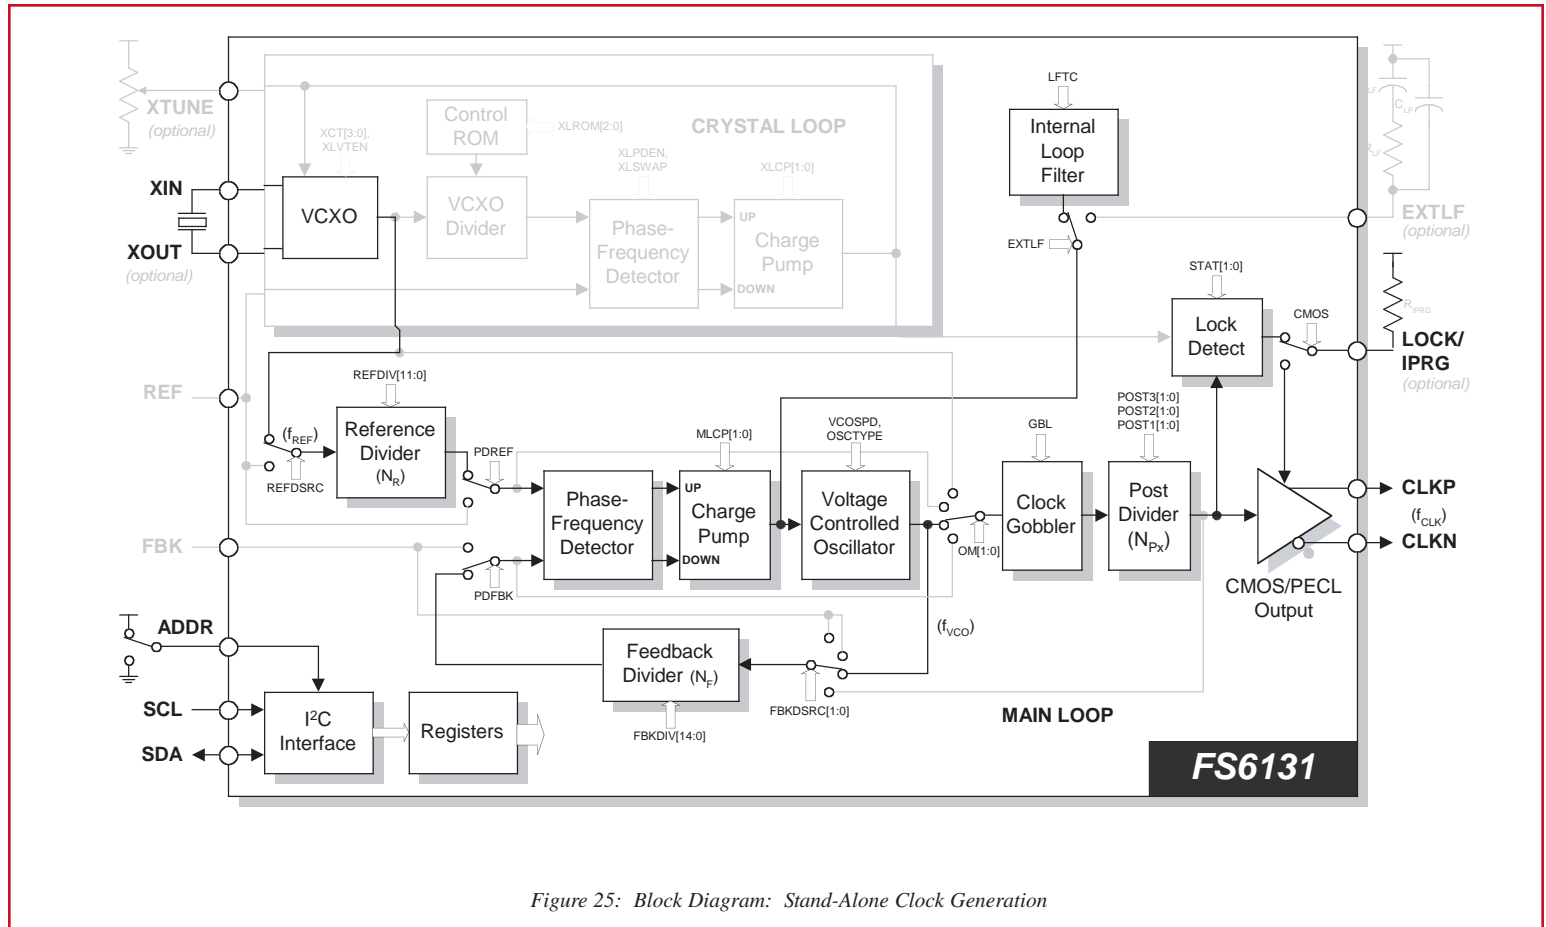 XTUNE
(optional)
XIN
XOUT
(optional)
XCT[3:0],
XLVTEN
VCXO
Control
ROM
XLROM[2:0]
CRYSTAL LOOP
VCXO
Divider
XLPDEN,
XLSWAP
Phase-
Frequency
Detector
XLCP[1:0]
UP
Charge
Pump
DOWN
LFTC
Internal
Loop
Filter
EXTLF
LF
CLP
RLF
EXTLF
(optional)
STAT[1:0]
Lock
Detect
CMOS
RIPRG
LOCK/
IPRG
(optional)
REF
REFDIV[11:0]
(fREF)
Reference
Divider
(NR)
REFDSRC
PDREF
MLCP[1:0]
VCOSPD,
OSCTYPE
GBL
POST3[1:0]
POST2[1:0]
POST1[1:0]
FBK
PDFBK
Phase-
Frequency
Detector
UP
Charge
Pump
DOWN
Voltage
Controlled
Oscillator
OM[1:0]
Clock
Gobbler
Post
Divider
(NPx)
CLKP
(fCLK)
CLKN
CMOS/PECL
Output
ADDR
Feedback
Divider (NF)
FBKDIV[14:0]
FBKDSRC[1:0]
(fVCO)
MAIN LOOP
SCL
SDA
I2C
Interface
Registers
FS6131
Figure 25: Block Diagram: Stand-Alone Clock Generation